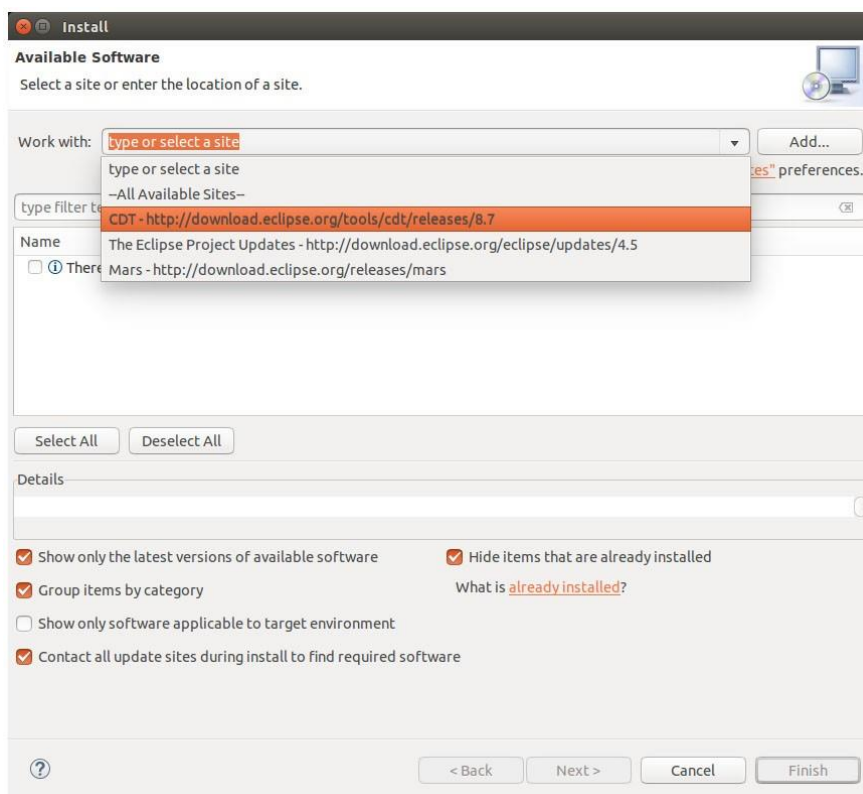 Install
Available Software
Select a site or enter the location of a site.
Work with: type or select a site Add...
type or select a site
--All Available Sites--
CDT - http://download.eclipse.org/tools/cdt/releases/8.7
The Eclipse Project Updates - http://download.eclipse.org/eclipse/updates/4.5
Mars - http://download.eclipse.org/releases/mars
preferences.
type filter
Name
There
Select All Deselect All
Details
Show only the latest versions of available software Hide items that are already installed
Group items by category What is already installed?
Show only software applicable to target environment
Contact all update sites during install to find required software
? < Back Next > Cancel Finish